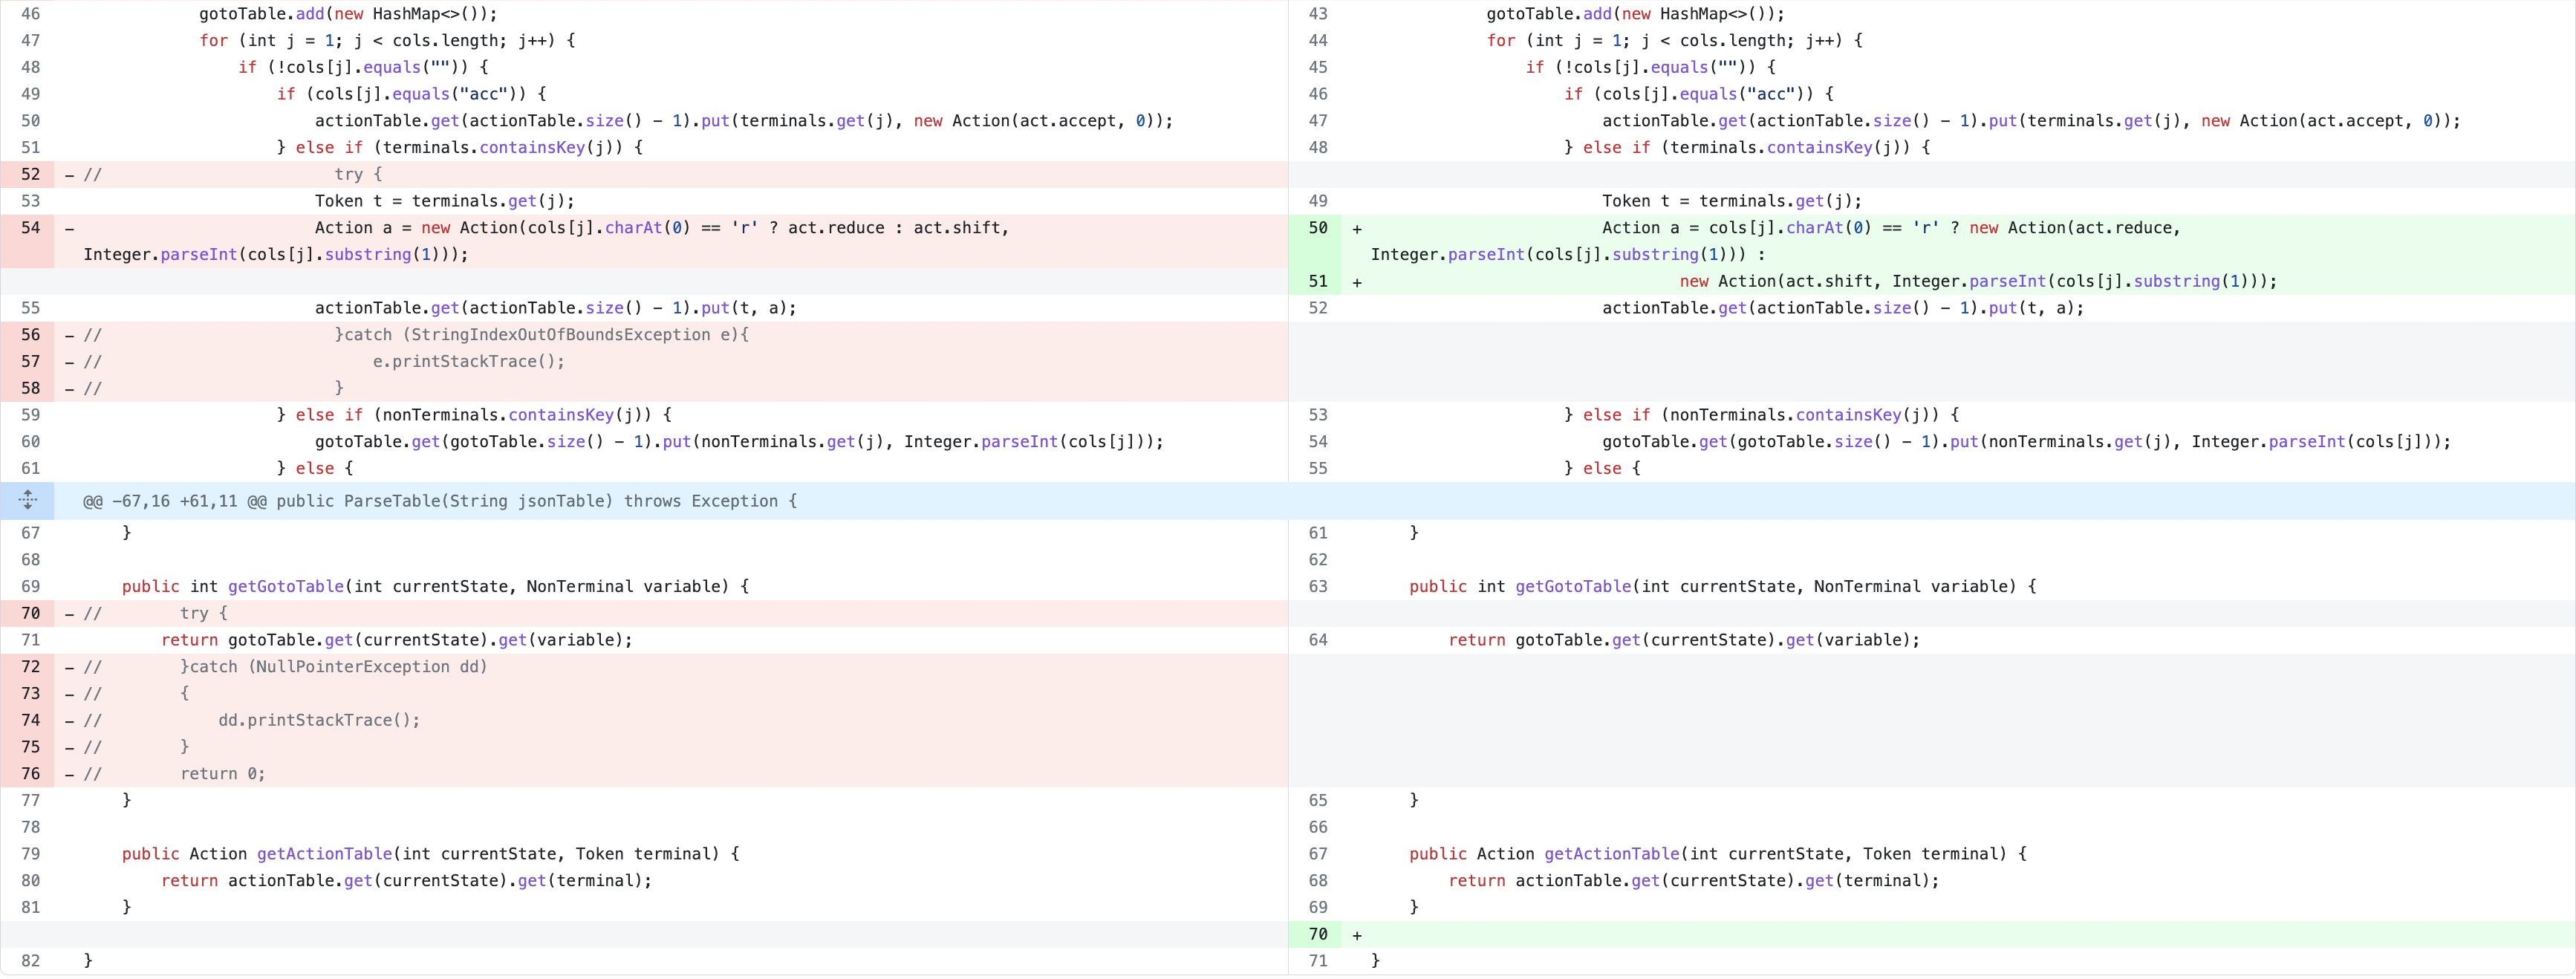 46 gotoTable.add(new HashMap<>());
47 for (int j = 1; j < cols.length; j++) {
48 if (!cols[j].equals("")) {
49 if (cols[j].equals("acc")) {
50 actionTable.get(actionTable.size() - 1).put(terminals.get(j), new Action(act.accept, 0));
51 } else if (terminals.containsKey(j)) {
52 - // try {
53 Token t = terminals.get(j);
54 - Action a = new Action(cols[j].charAt(0) == 'r' ? act.reduce : act.shift,
Integer.parseInt(cols[j].substring(1)));
55 actionTable.get(actionTable.size() - 1).put(t, a);
56 - // }catch (StringIndexOutOfBoundsException e){
57 - // e.printStackTrace();
58 - // }
59 } else if (nonTerminals.containsKey(j)) {
60 gotoTable.get(gotoTable.size() - 1).put(nonTerminals.get(j), Integer.parseInt(cols[j]));
61 } else {
@@ -67,16 +61,11 @@ public ParseTable(String jsonTable) throws Exception {
67 }
68
69 public int getGotoTable(int currentState, NonTerminal variable) {
70 - // try {
71 return gotoTable.get(currentState).get(variable);
72 - // }catch (NullPointerException dd)
73 - // {
74 - // dd.printStackTrace();
75 - // }
76 - // return 0;
77 }
78
79 public Action getActionTable(int currentState, Token terminal) {
80 return actionTable.get(currentState).get(terminal);
81 }
82 }
43 gotoTable.add(new HashMap<>());
44 for (int j = 1; j < cols.length; j++) {
45 if (!cols[j].equals("")) {
46 if (cols[j].equals("acc")) {
47 actionTable.get(actionTable.size() - 1).put(terminals.get(j), new Action(act.accept, 0));
48 } else if (terminals.containsKey(j)) {
49 Token t = terminals.get(j);
50 + Action a = cols[j].charAt(0) == 'r' ? new Action(act.reduce,
Integer.parseInt(cols[j].substring(1))) :
51 + new Action(act.shift, Integer.parseInt(cols[j].substring(1)));
52 actionTable.get(actionTable.size() - 1).put(t, a);
53 } else if (nonTerminals.containsKey(j)) {
54 gotoTable.get(gotoTable.size() - 1).put(nonTerminals.get(j), Integer.parseInt(cols[j]));
55 } else {
61 }
62
63 public int getGotoTable(int currentState, NonTerminal variable) {
64 return gotoTable.get(currentState).get(variable);
65 }
66
67 public Action getActionTable(int currentState, Token terminal) {
68 return actionTable.get(currentState).get(terminal);
69 }
70 +
71 }